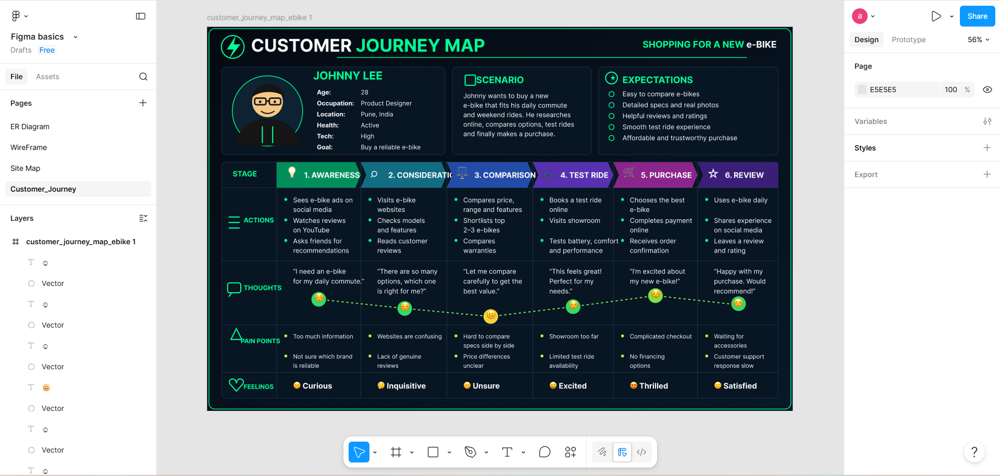 customer_journey_map_ebike 1
a
Share
Figma basics
Drafts Free
Design Prototype 56%
File Assets
Page
E5E5E5 100 %
Pages
Variables
ER Diagram
Styles
WireFrame
Export
Site Map
Customer_Journey
Layers
customer_journey_map_ebike 1
T ☺
Vector
T ☺
Vector
T ☺
Vector
T 😐
Vector
T ☺
Vector
T ☺
CUSTOMER JOURNEY MAP
SHOPPING FOR A NEW e-BIKE
JOHNNY LEE
Age: 28
Occupation: Product Designer
Location: Pune, India
Health: Active
Tech: High
Goal: Buy a reliable e-bike
SCENARIO
Johnny wants to buy a new
e-bike that fits his daily commute
and weekend rides. He researches
online, compares options, test rides
and finally makes a purchase.
EXPECTATIONS
Easy to compare e-bikes
Detailed specs and real photos
Helpful reviews and ratings
Smooth test ride experience
Affordable and trustworthy purchase
STAGE
1. AWARENESS
2. CONSIDERATIO
3. COMPARISON
4. TEST RIDE
5. PURCHASE
6. REVIEW
ACTIONS
Sees e-bike ads on
social media
Watches reviews
on YouTube
Asks friends for
recommendations
Visits e-bike
websites
Checks models
and features
Reads customer
reviews
Compares price,
range and features
Shortlists top
2–3 e-bikes
Compares
warranties
Books a test ride
online
Visits showroom
Tests battery, comfort
and performance
Chooses the best
e-bike
Completes payment
online
Receives order
confirmation
Uses e-bike daily
Shares experience
on social media
Leaves a review
and rating
THOUGHTS
“I need an e-bike
for my daily commute.”
“There are so many
options, which one
is right for me?”
“Let me compare
carefully to get the
best value.”
“This feels great!
Perfect for my
needs.”
“I’m excited about
my new e-bike!”
“Happy with my
purchase. Would
recommend!”
PAIN POINTS
Too much information
Not sure which brand
is reliable
Websites are confusing
Lack of genuine
reviews
Hard to compare
specs side by side
Price differences
unclear
Showroom too far
Limited test ride
availability
Complicated checkout
No financing
options
Waiting for
accessories
Customer support
response slow
FEELINGS
Curious
Inquisitive
Unsure
Excited
Thrilled
Satisfied
T
</>
?